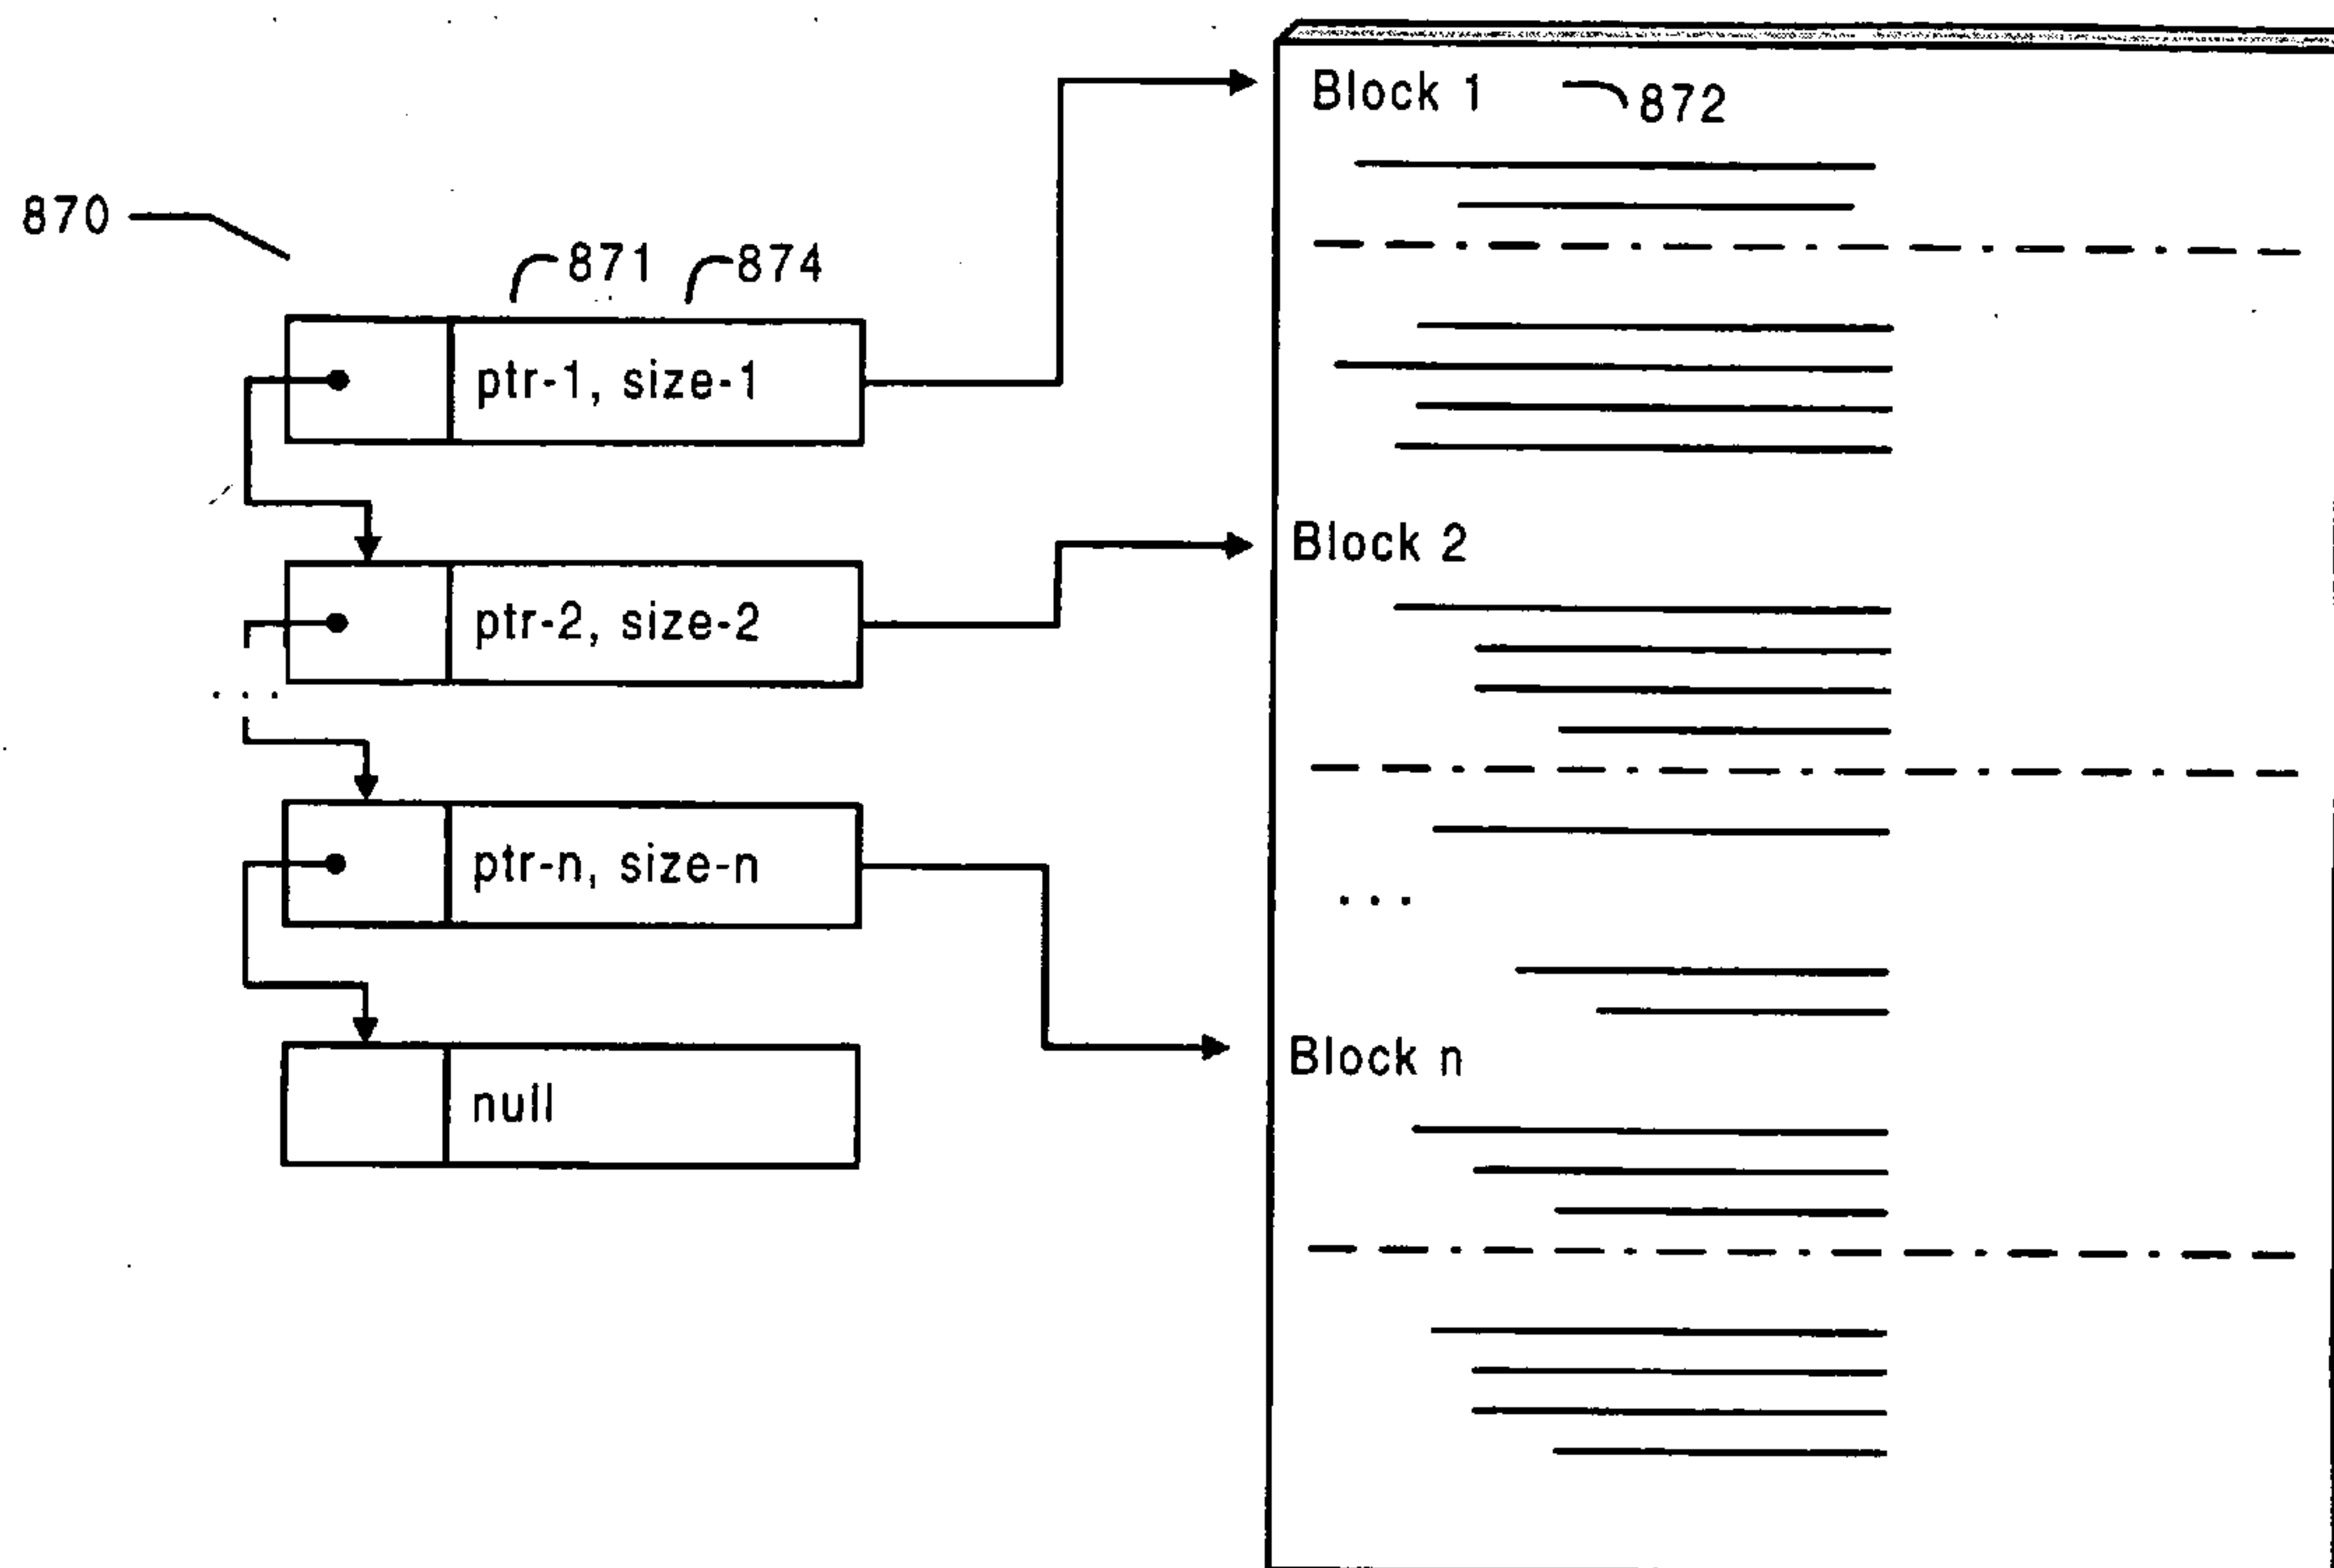 Block 1
872
870
871
874
ptr-1, size-1
Block 2
ptr-2, size-2
. . .
ptr-n, size-n
. . .
Block n
null